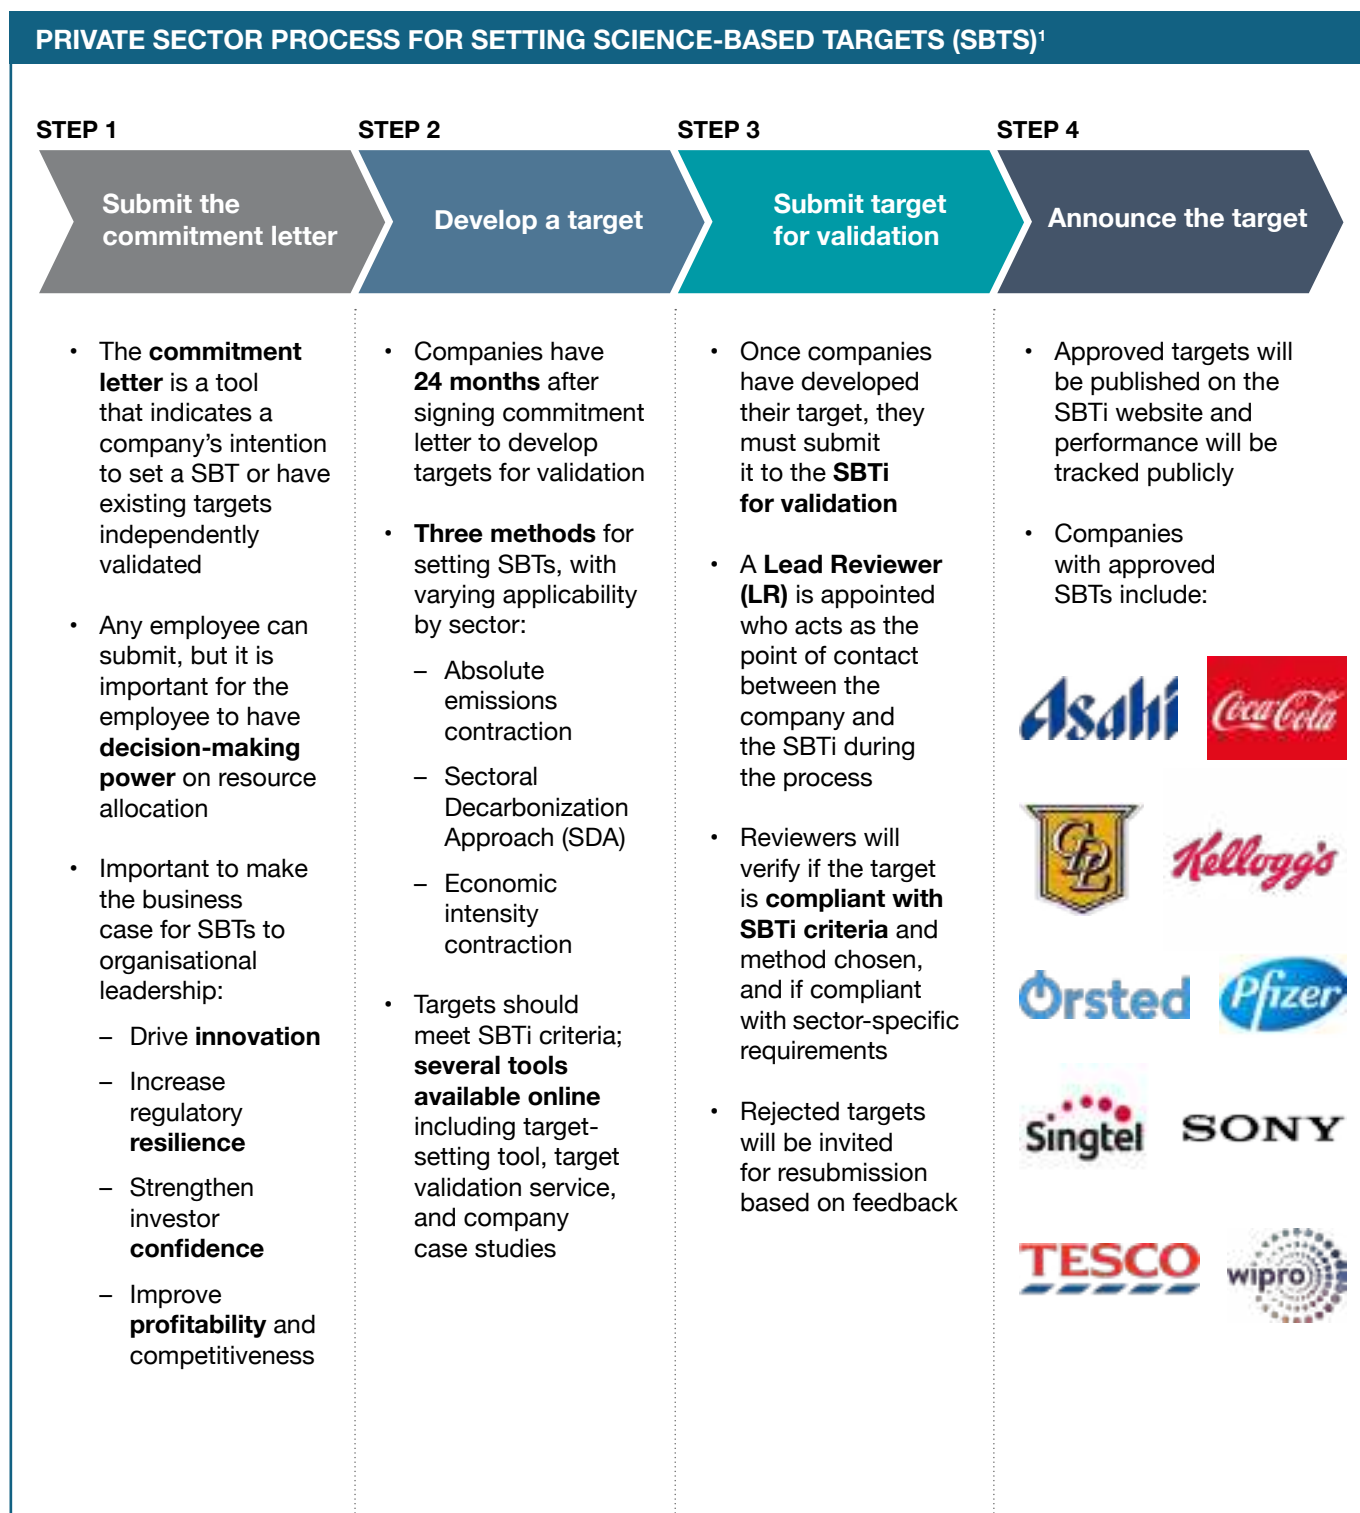 PRIVATE SECTOR PROCESS FOR SETTING SCIENCE-BASED TARGETS (SBTS)¹
STEP 1
Submit the
commitment letter
• The commitment
letter is a tool
that indicates a
company's intention
to set a SBT or have
existing targets
independently
validated
• Any employee can
submit, but it is
important for the
employee to have
decision-making
power on resource
allocation
• Important to make
the business
case for SBTs to
organisational
leadership:
– Drive innovation
– Increase
regulatory
resilience
– Strengthen
investor
confidence
– Improve
profitability and
competitiveness
STEP 2
Develop a target
• Companies have
24 months after
signing commitment
letter to develop
targets for validation
• Three methods for
setting SBTs, with
varying applicability
by sector:
– Absolute
emissions
contraction
– Sectoral
Decarbonization
Approach (SDA)
– Economic
intensity
contraction
• Targets should
meet SBTi criteria;
several tools
available online
including target-
setting tool, target
validation service,
and company
case studies
STEP 3
Submit target
for validation
• Once companies
have developed
their target, they
must submit
it to the SBTi
for validation
• A Lead Reviewer
(LR) is appointed
who acts as the
point of contact
between the
company and
the SBTi during
the process
• Reviewers will
verify if the target
is compliant with
SBTi criteria and
method chosen,
and if compliant
with sector-specific
requirements
• Rejected targets
will be invited
for resubmission
based on feedback
STEP 4
Announce the target
• Approved targets will
be published on the
SBTi website and
performance will be
tracked publicly
• Companies
with approved
SBTs include:
Asahi
Coca-Cola
CDL
Kellogg's
Ørsted
Pfizer
Singtel
SONY
TESCO
wipro